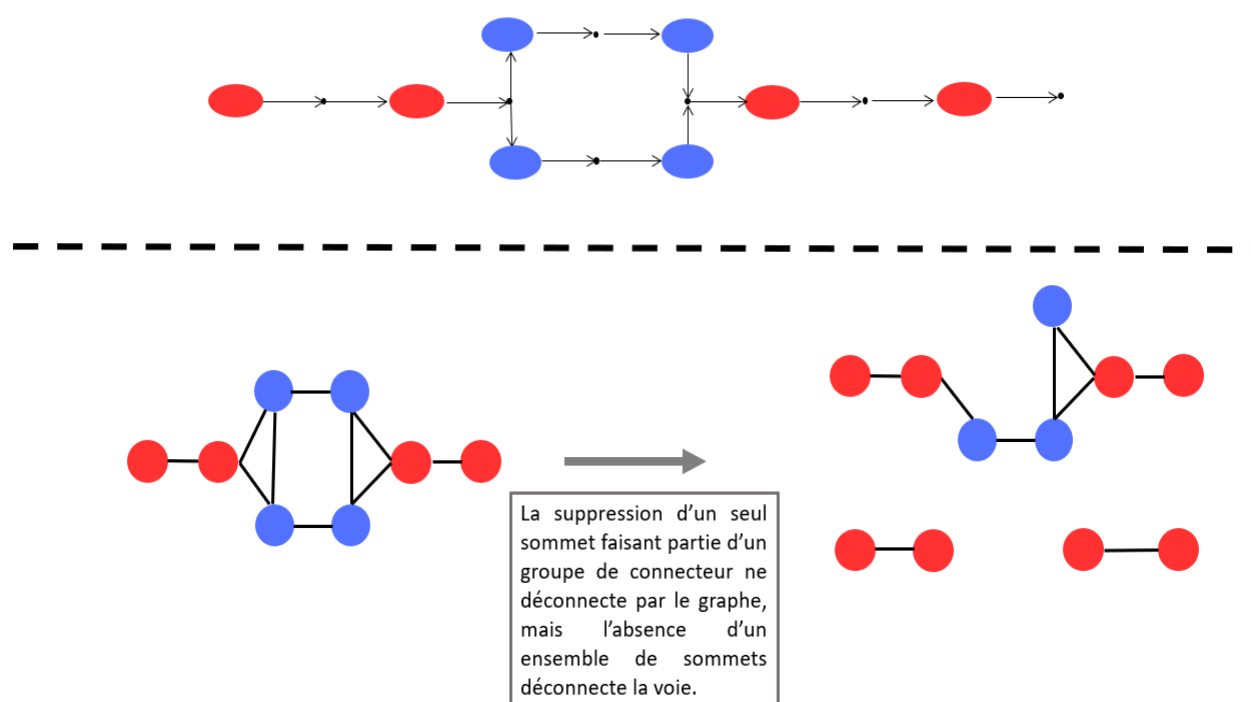 La suppression d'un seul
sommet faisant partie d'un
groupe de connecteur ne
déconnecte par le graphe,
mais l'absence d'un
ensemble de sommets
déconnecte la voie.